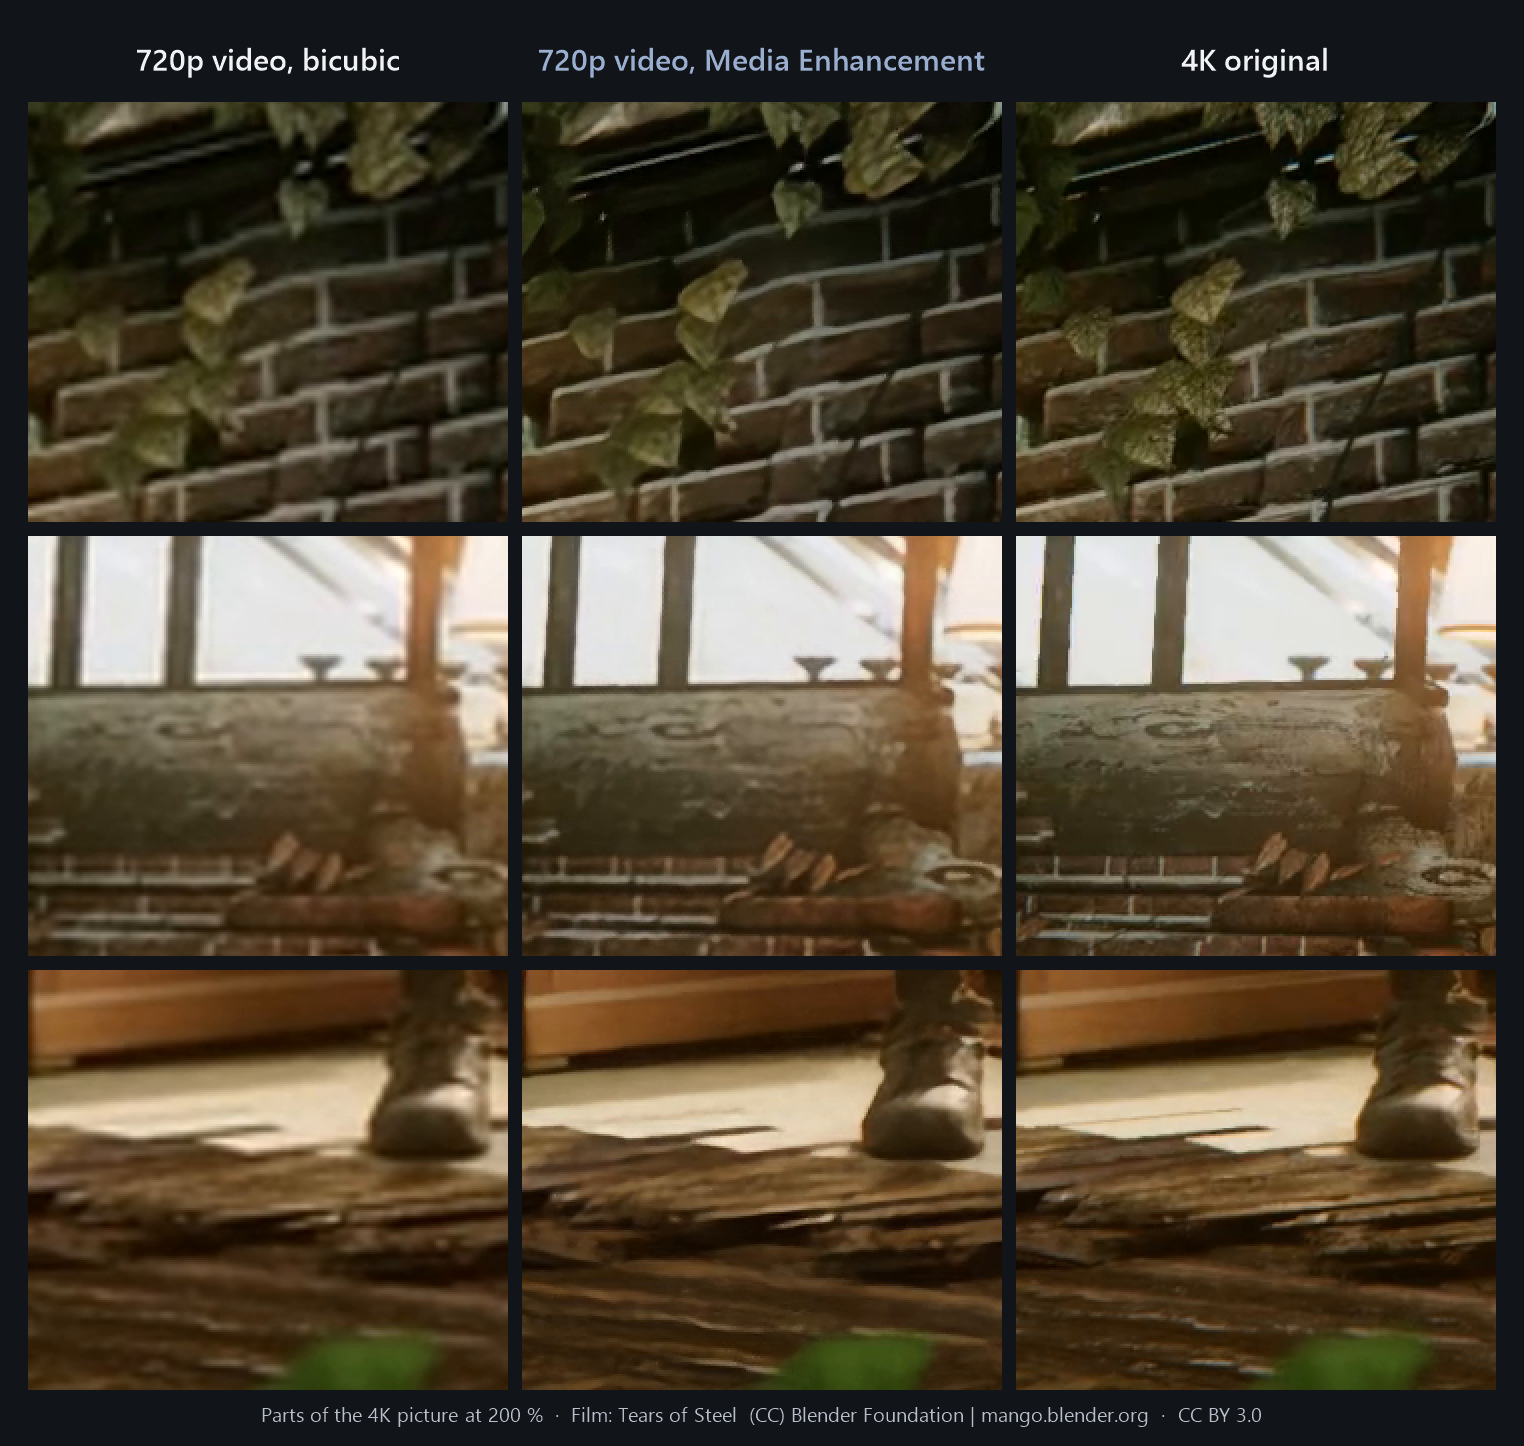 720p video, bicubic
720p video, Media Enhancement
4K original
Parts of the 4K picture at 200 % · Film: Tears of Steel (CC) Blender Foundation | mango.blender.org · CC BY 3.0